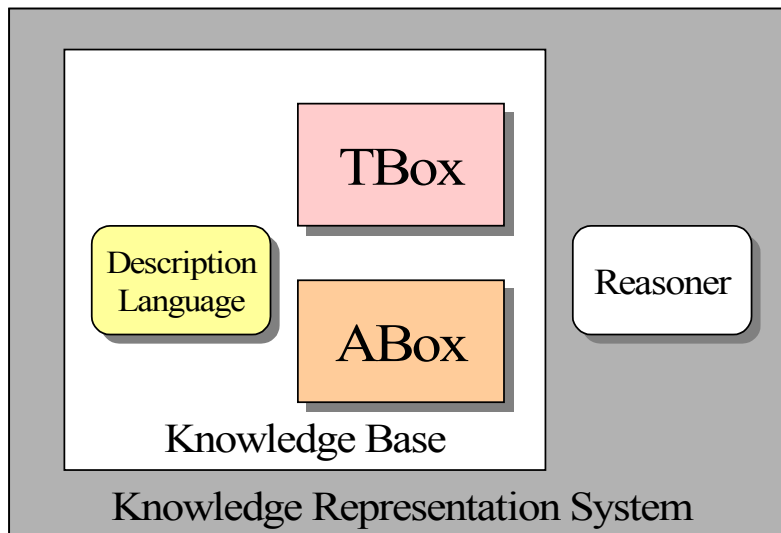 TBox
Description
Language
Reasoner
ABox
Knowledge Base
Knowledge Representation System